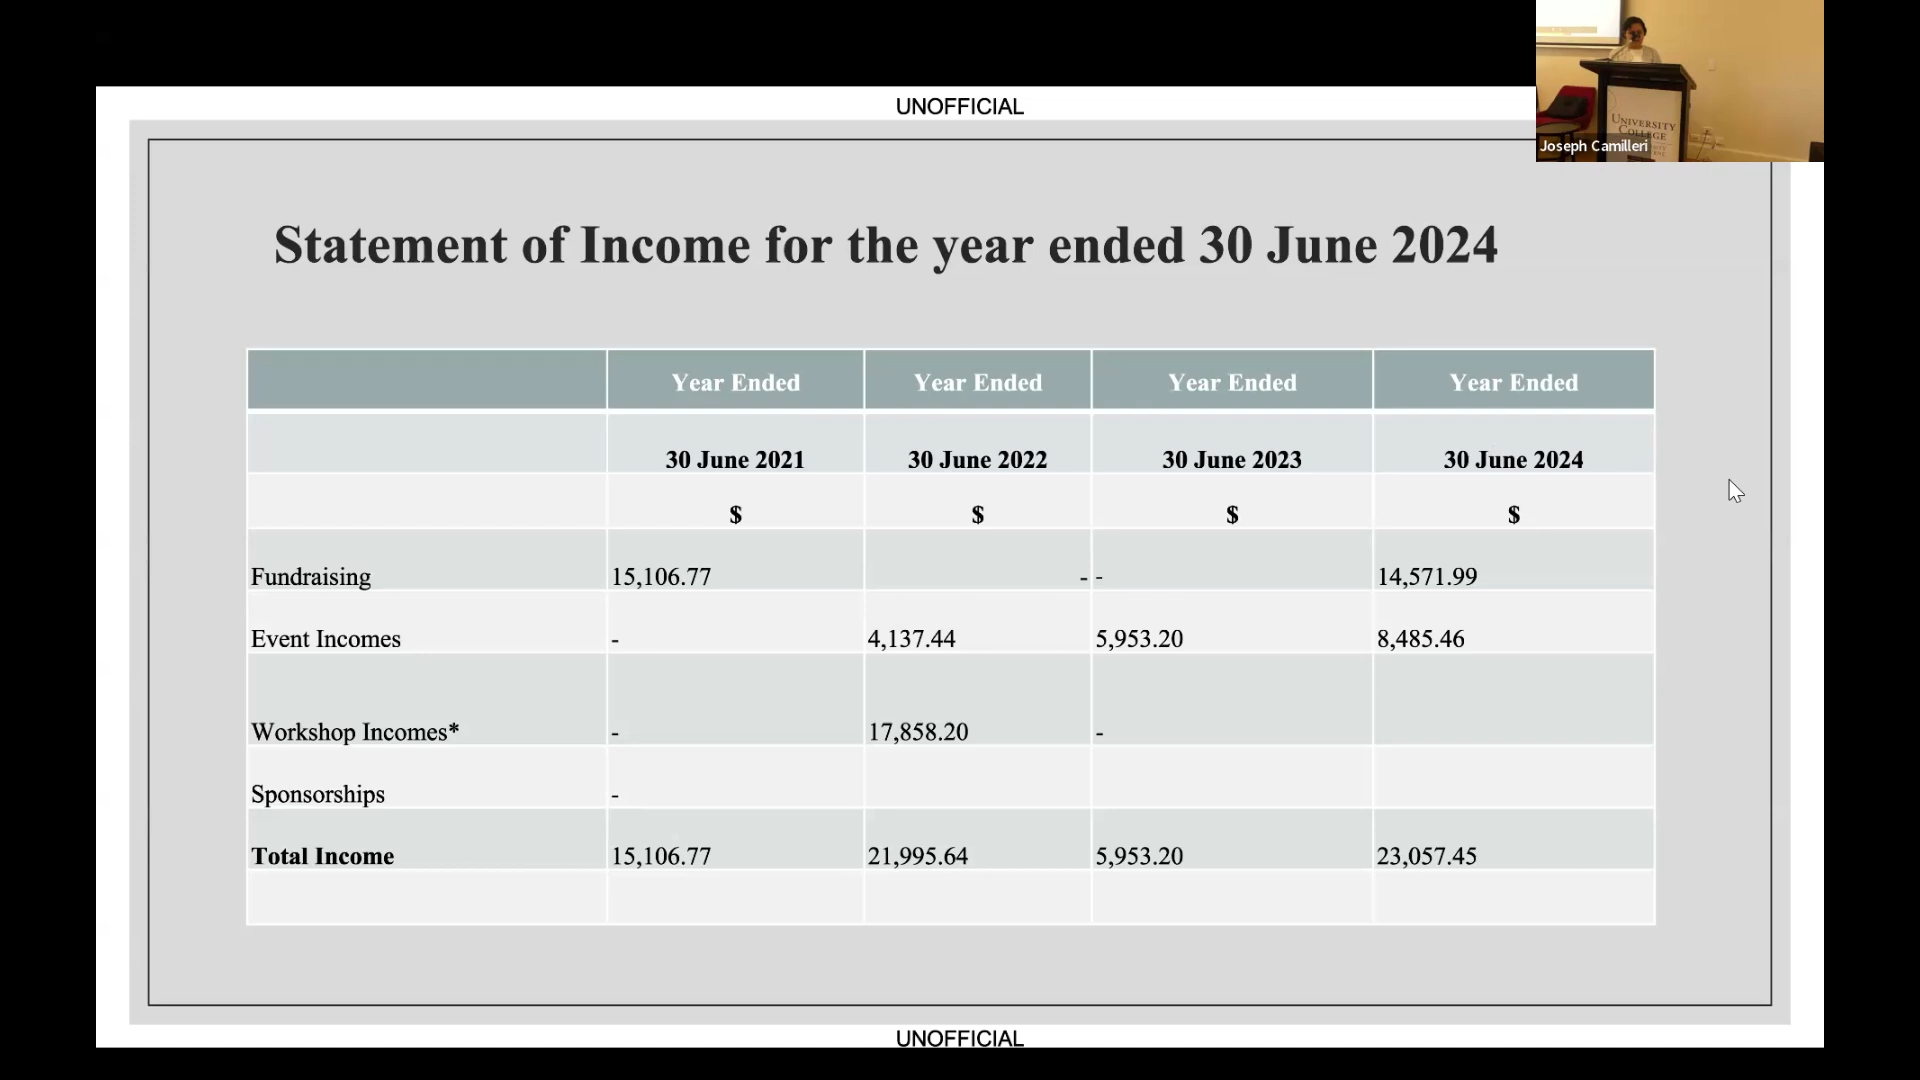 UNOFFICIAL
UNIVERSITY
COLLEGE
Joseph Camilleri
Statement of Income for the year ended 30 June 2024
Year Ended Year Ended Year Ended Year Ended
30 June 2021 30 June 2022 30 June 2023 30 June 2024
$ $ $ $
Fundraising 15,106.77 - - 14,571.99
Event Incomes - 4,137.44 5,953.20 8,485.46
Workshop Incomes* - 17,858.20 -
Sponsorships -
Total Income 15,106.77 21,995.64 5,953.20 23,057.45
UNOFFICIAL